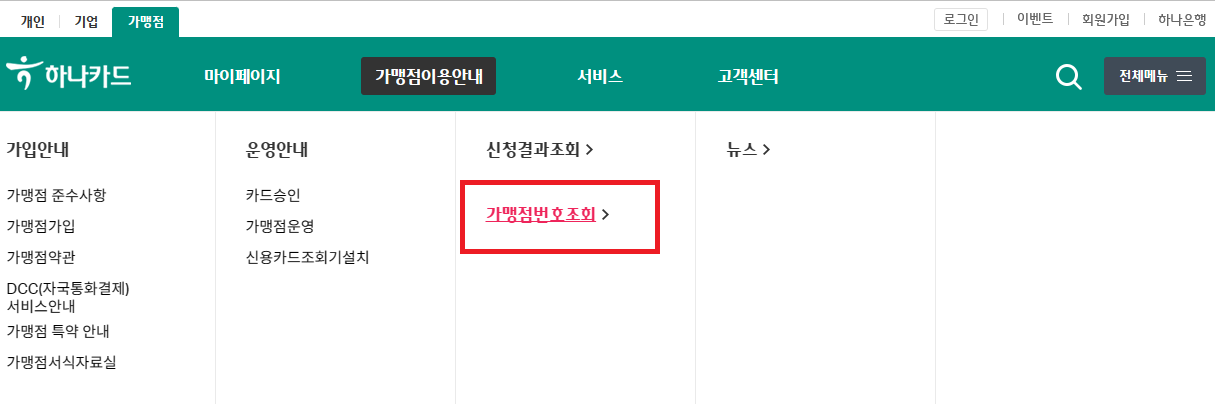 개인
기업
가맹점
로그인
이벤트
회원가입
하나은행
하나카드
마이페이지
가맹점이용안내
서비스
고객센터
전체메뉴
가입안내
가맹점 준수사항
가맹점가입
가맹점약관
DCC(자국통화결제)
서비스안내
가맹점 특약 안내
가맹점서식자료실
운영안내
카드승인
가맹점운영
신용카드조회기설치
신청결과조회
가맹점번호조회
뉴스